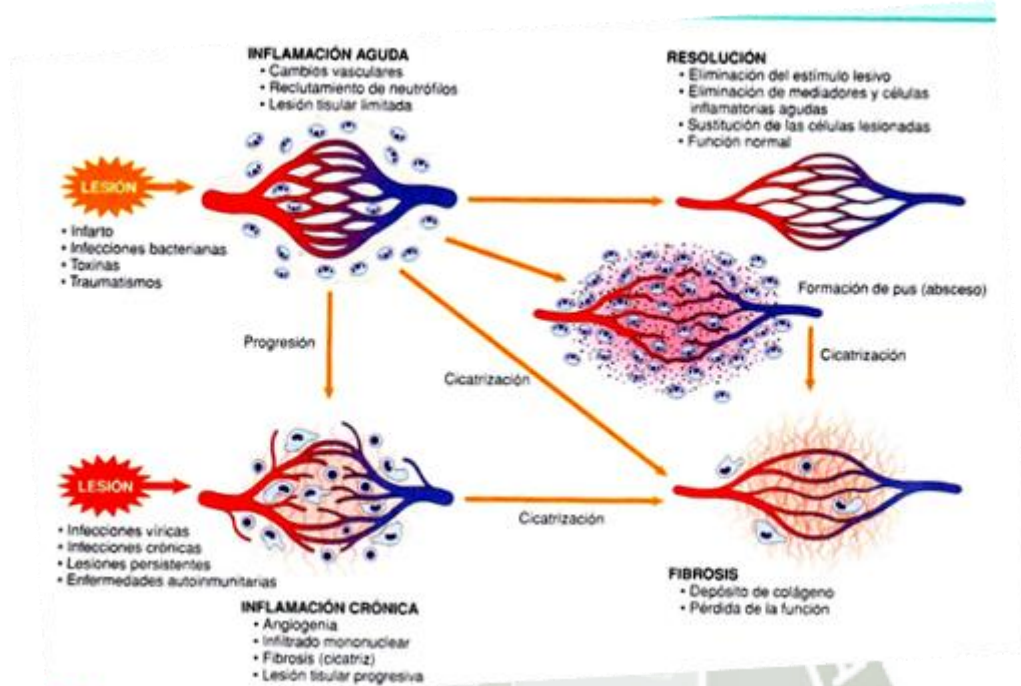 INFLAMACIÓN AGUDA
• Cambios vasculares
• Reclutamiento de neutrófilos
• Lesión tisular limitada
RESOLUCIÓN
• Eliminación del estímulo lesivo
• Eliminación de mediadores y células
inflamatorias agudas
• Sustitución de las células lesionadas
• Función normal
LESIÓN
• Infarto
• Infecciones bacterianas
• Toxinas
• Traumatismos
Formación de pus (absceso)
Progresión
Cicatrización
Cicatrización
LESIÓN
• Infecciones víricas
• Infecciones crónicas
• Lesiones persistentes
• Enfermedades autoinmunitarias
Cicatrización
INFLAMACIÓN CRÓNICA
• Angiogenia
• Infiltrado mononuclear
• Fibrosis (cicatriz)
• Lesión tisular progresiva
FIBROSIS
• Depósito de colágeno
• Pérdida de la función